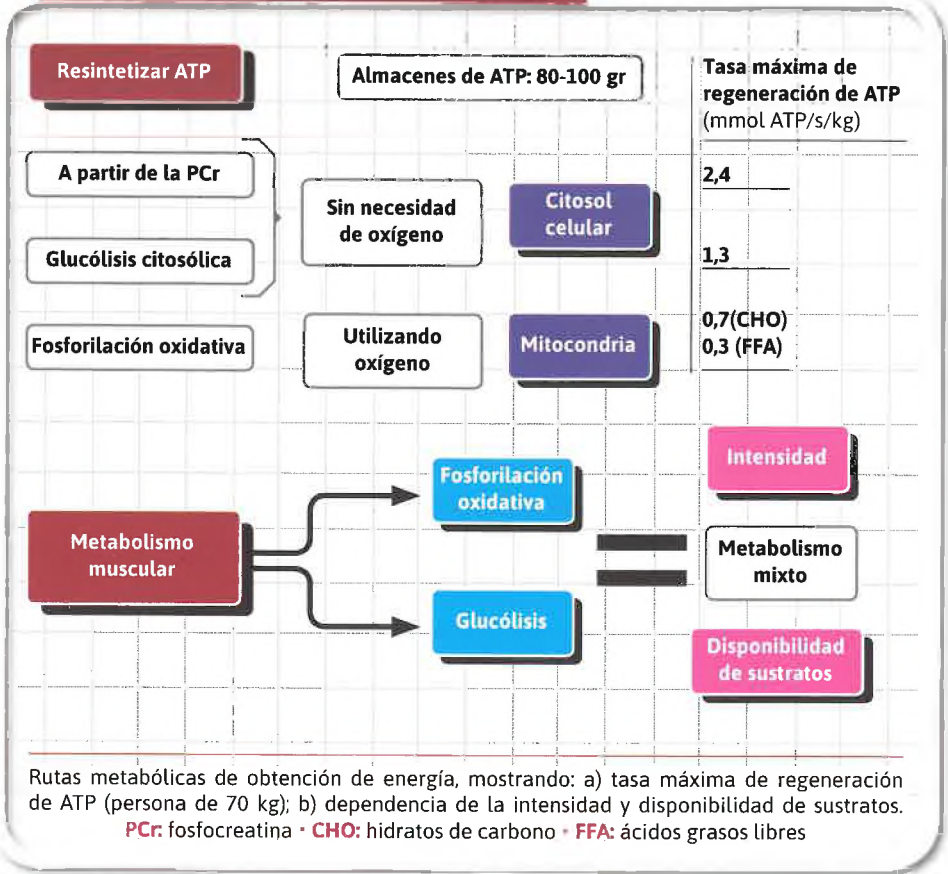 Resintetizar ATP
Almacenes de ATP: 80-100 gr
Tasa máxima de
regeneración de ATP
(mmol ATP/s/kg)
A partir de la PCr
Glucólisis citosólica
Sin necesidad
de oxígeno
Citosol
celular
2,4
1,3
Fosforilación oxidativa
Utilizando
oxígeno
Mitocondria
0,7(CHO)
0,3 (FFA)
Metabolismo
muscular
Fosforilación
oxidativa
Glucólisis
Intensidad
Metabolismo
mixto
Disponibilidad
de sustratos
Rutas metabólicas de obtención de energía, mostrando: a) tasa máxima de regeneración
de ATP (persona de 70 kg); b) dependencia de la intensidad y disponibilidad de sustratos.
PCr: fosfocreatina · CHO: hidratos de carbono · FFA: ácidos grasos libres